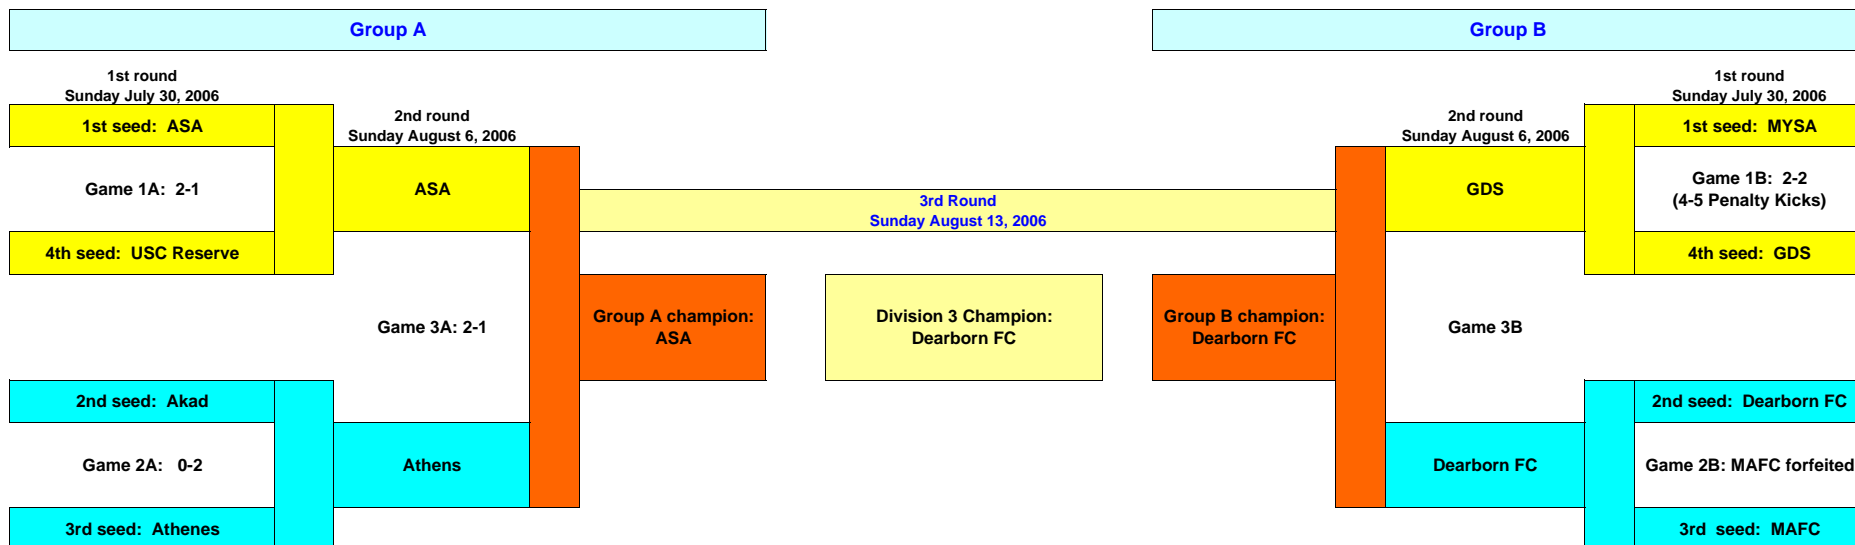 Group A
Group B
1st round
Sunday July 30, 2006
1st round
Sunday July 30, 2006
1st seed:  ASA
2nd round
Sunday August 6, 2006
2nd round
Sunday August 6, 2006
1st seed:  MYSA
Game 1A:  2-1
ASA
3rd Round
Sunday August 13, 2006
GDS
Game 1B:  2-2
(4-5 Penalty Kicks)
4th seed:  USC Reserve
4th seed:  GDS
Game 3A: 2-1
Group A champion:
ASA
Division 3 Champion:
Dearborn FC
Group B champion:
Dearborn FC
Game 3B
2nd seed:  Akad
2nd seed:  Dearborn FC
Game 2A:   0-2
Athens
Dearborn FC
Game 2B: MAFC forfeited
3rd seed:  Athenes
3rd  seed:  MAFC